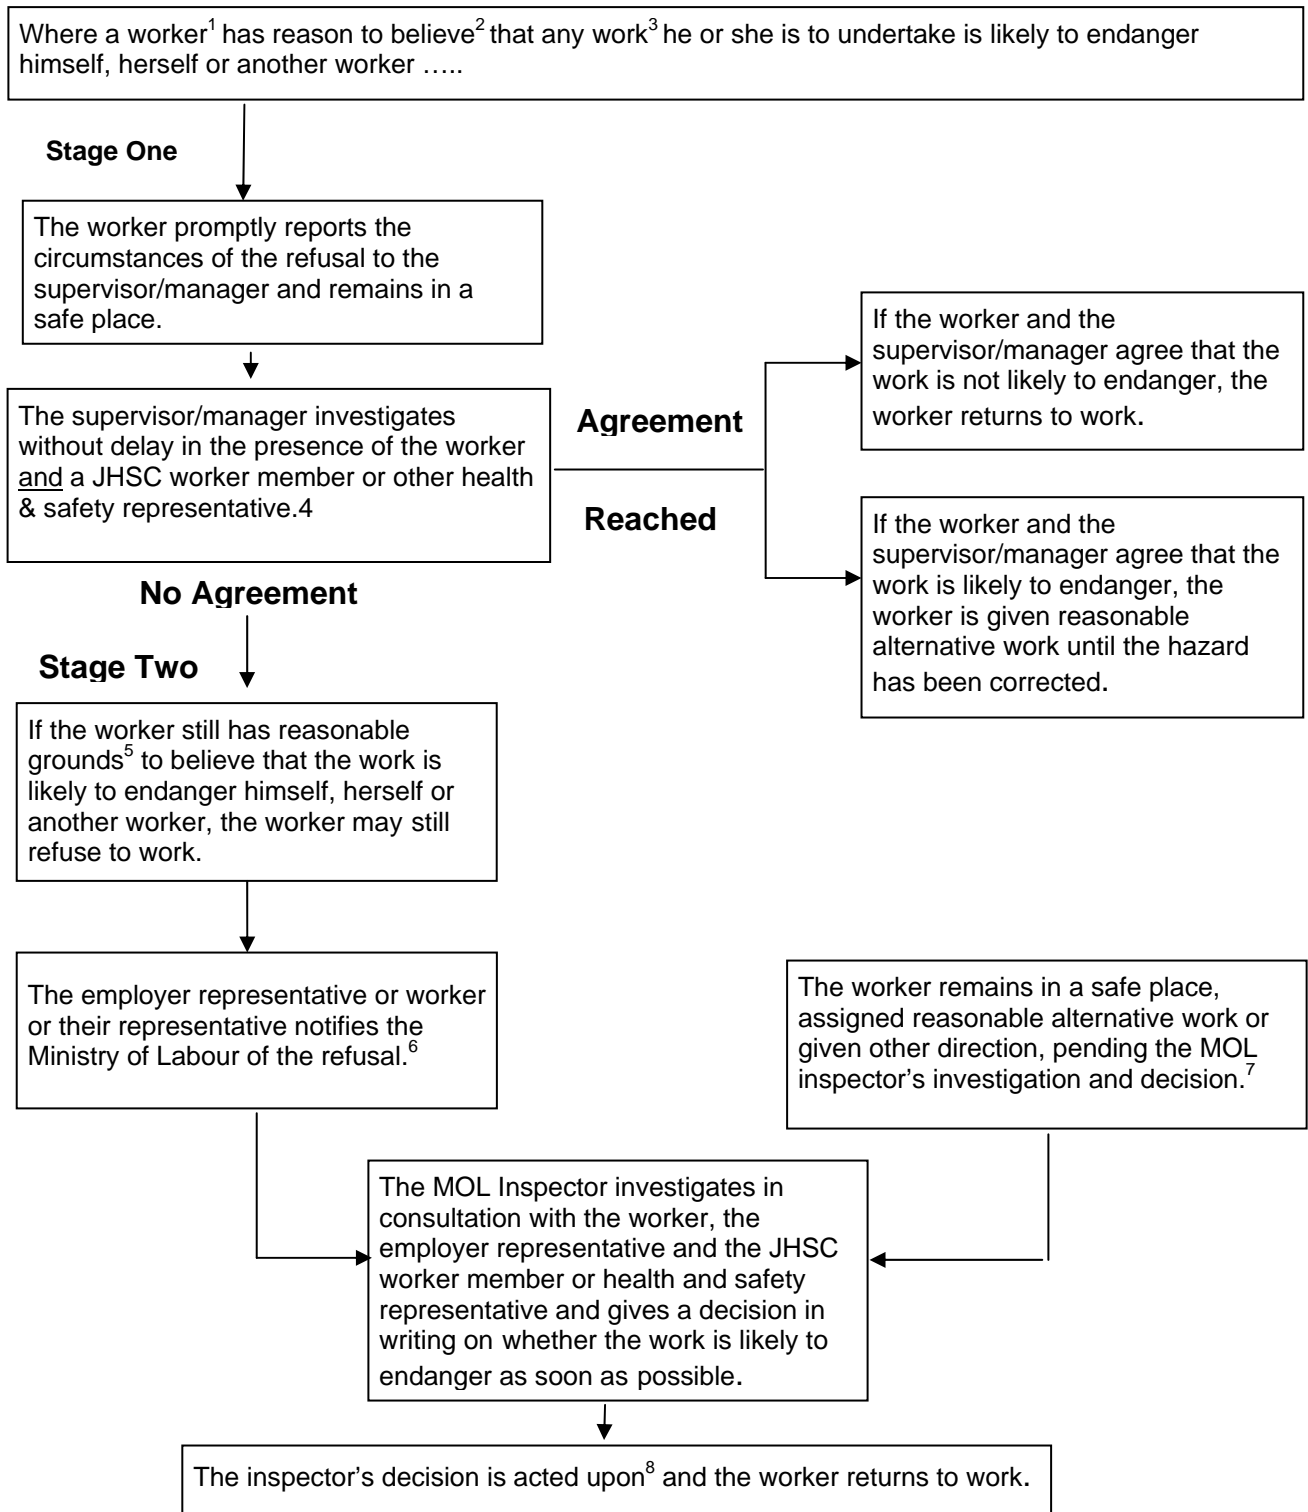 Where a worker¹ has reason to believe² that any work³ he or she is to undertake is likely to endanger
himself, herself or another worker …..
Stage One
The worker promptly reports the
circumstances of the refusal to the
supervisor/manager and remains in a
safe place.
The supervisor/manager investigates
without delay in the presence of the worker
and a JHSC worker member or other health
& safety representative.4
Agreement
Reached
If the worker and the
supervisor/manager agree that the
work is not likely to endanger, the
worker returns to work.
If the worker and the
supervisor/manager agree that the
work is likely to endanger, the
worker is given reasonable
alternative work until the hazard
has been corrected.
No Agreement
Stage Two
If the worker still has reasonable
grounds⁵ to believe that the work is
likely to endanger himself, herself or
another worker, the worker may still
refuse to work.
The employer representative or worker
or their representative notifies the
Ministry of Labour of the refusal.⁶
The worker remains in a safe place,
assigned reasonable alternative work or
given other direction, pending the MOL
inspector’s investigation and decision.⁷
The MOL Inspector investigates in
consultation with the worker, the
employer representative and the JHSC
worker member or health and safety
representative and gives a decision in
writing on whether the work is likely to
endanger as soon as possible.
The inspector’s decision is acted upon⁸ and the worker returns to work.